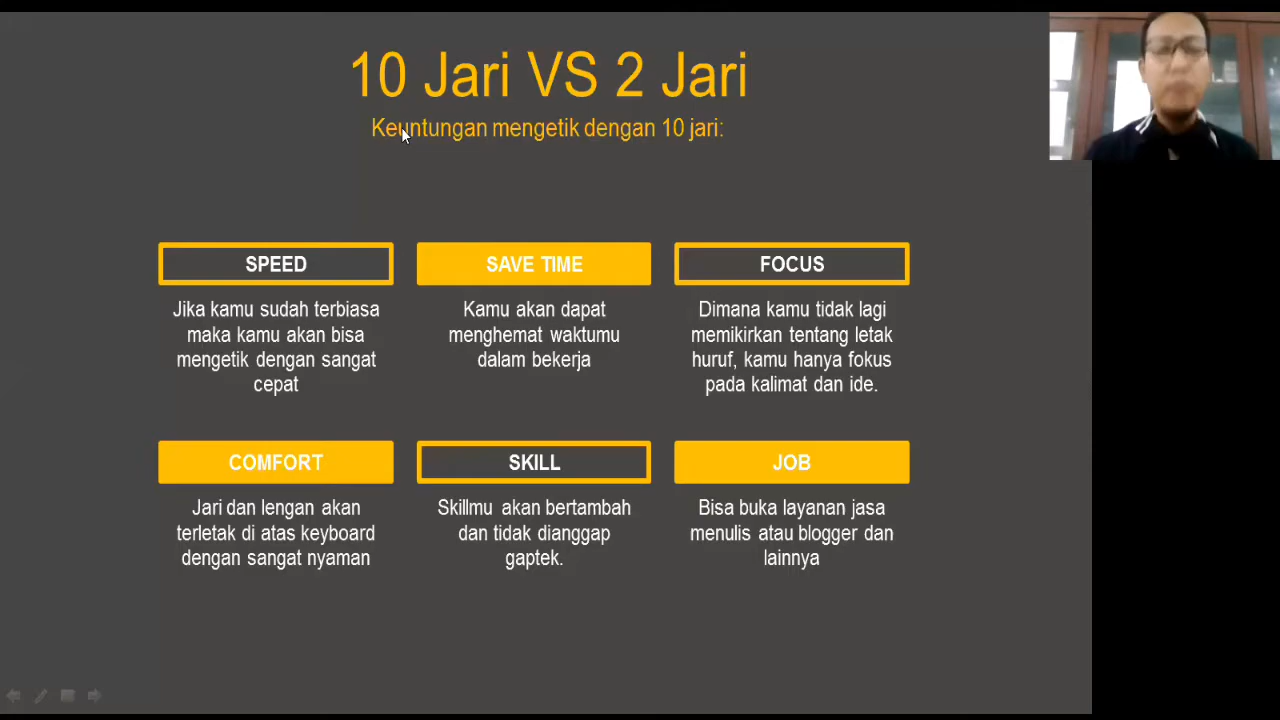 10 Jari VS 2 Jari
Keuntungan mengetik dengan 10 jari:
SPEED
Jika kamu sudah terbiasa
maka kamu akan bisa
mengetik dengan sangat
cepat
SAVE TIME
Kamu akan dapat
menghemat waktumu
dalam bekerja
FOCUS
Dimana kamu tidak lagi
memikirkan tentang letak
huruf, kamu hanya fokus
pada kalimat dan ide.
COMFORT
Jari dan lengan akan
terletak di atas keyboard
dengan sangat nyaman
SKILL
Skillmu akan bertambah
dan tidak dianggap
gaptek.
JOB
Bisa buka layanan jasa
menulis atau blogger dan
lainnya